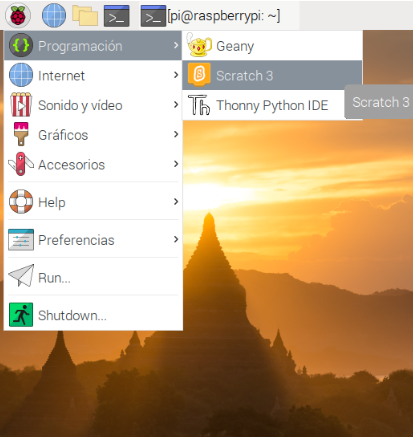 [pi@raspberrypi: ~]
Programación
Geany
Internet
Scratch 3
Sonido y vídeo
Thonny Python IDE
Scratch 3
Gráficos
Accesorios
Help
Preferencias
Run...
Shutdown...